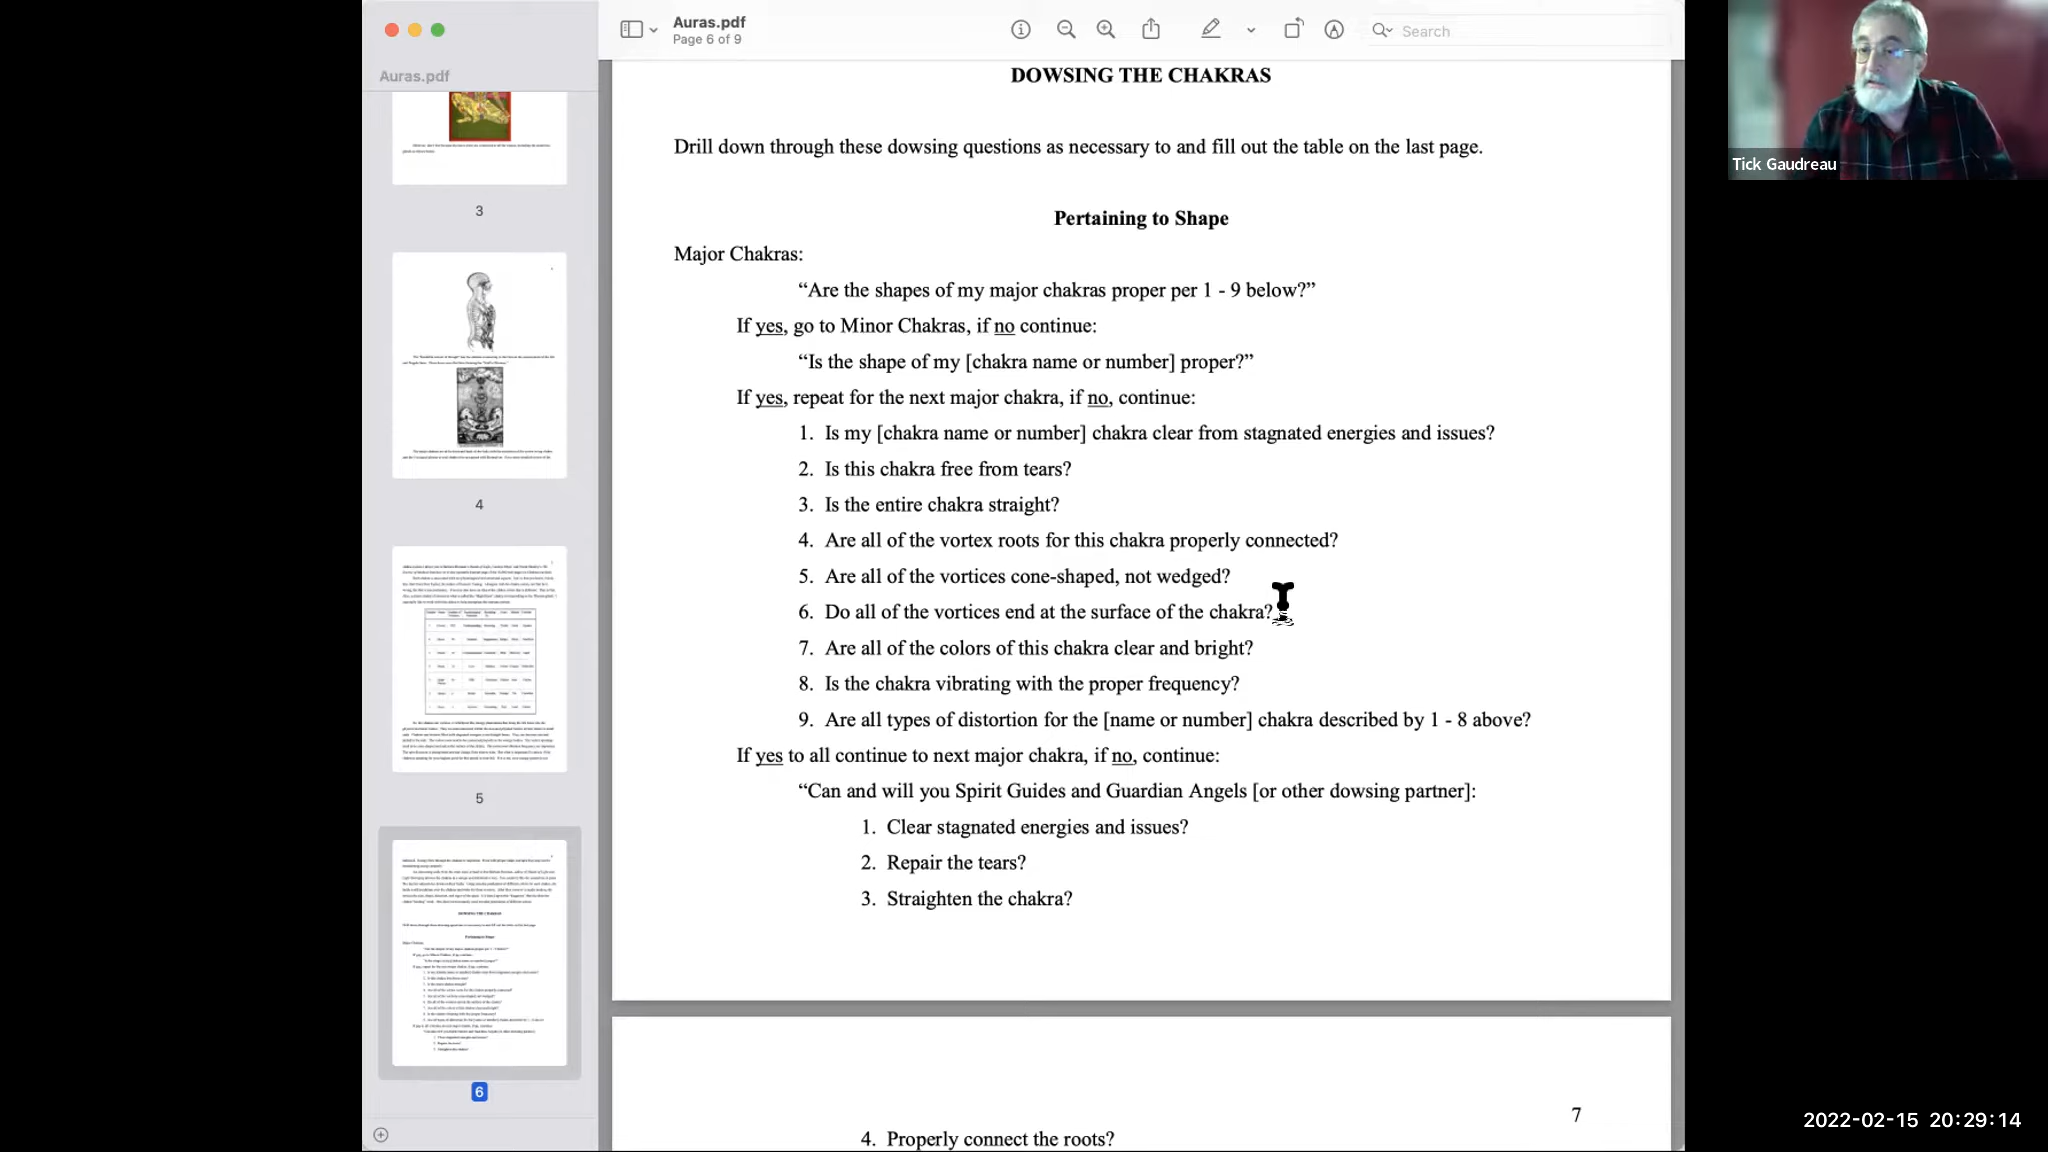 Auras.pdf
Page 6 of 9
Search
Auras.pdf
3
4
5
6
DOWSING THE CHAKRAS
Drill down through these dowsing questions as necessary to and fill out the table on the last page.
Pertaining to Shape
Major Chakras:
“Are the shapes of my major chakras proper per 1 - 9 below?”
If yes, go to Minor Chakras, if no continue:
“Is the shape of my [chakra name or number] proper?”
If yes, repeat for the next major chakra, if no, continue:
1. Is my [chakra name or number] chakra clear from stagnated energies and issues?
2. Is this chakra free from tears?
3. Is the entire chakra straight?
4. Are all of the vortex roots for this chakra properly connected?
5. Are all of the vortices cone-shaped, not wedged?
6. Do all of the vortices end at the surface of the chakra?
7. Are all of the colors of this chakra clear and bright?
8. Is the chakra vibrating with the proper frequency?
9. Are all types of distortion for the [name or number] chakra described by 1 - 8 above?
If yes to all continue to next major chakra, if no, continue:
“Can and will you Spirit Guides and Guardian Angels [or other dowsing partner]:
1. Clear stagnated energies and issues?
2. Repair the tears?
3. Straighten the chakra?
7
4. Properly connect the roots?
Tick Gaudreau
2022-02-15 20:29:14